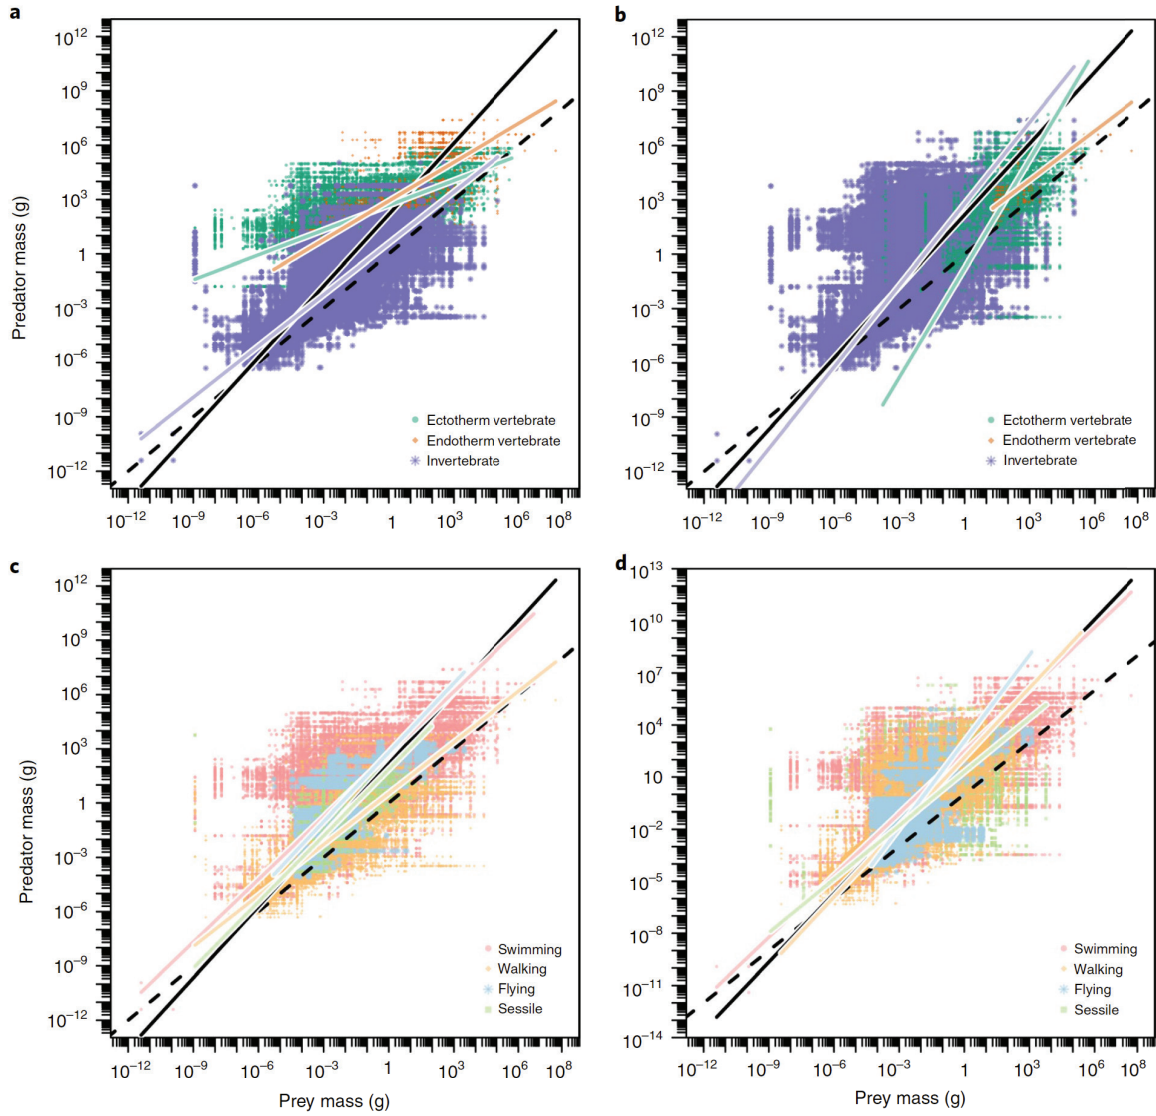 a
10^12
10^9
10^6
10^3
1
10^−3
10^−6
10^−9
10^−12
Predator mass (g)
Ectotherm vertebrate
Endotherm vertebrate
Invertebrate
10^−12 10^−9 10^−6 10^−3 1 10^3 10^6 10^8
b
10^12
10^9
10^6
10^3
1
10^−3
10^−6
10^−9
10^−12
Ectotherm vertebrate
Endotherm vertebrate
Invertebrate
10^−12 10^−9 10^−6 10^−3 1 10^3 10^6 10^8
c
10^12
10^9
10^6
10^3
1
10^−3
10^−6
10^−9
10^−12
Predator mass (g)
Swimming
Walking
Flying
Sessile
10^−12 10^−9 10^−6 10^−3 1 10^3 10^6 10^8
Prey mass (g)
d
10^13
10^10
10^7
10^4
10
10^−2
10^−5
10^−8
10^−11
10^−14
Swimming
Walking
Flying
Sessile
10^−12 10^−9 10^−6 10^−3 1 10^3 10^6 10^8
Prey mass (g)